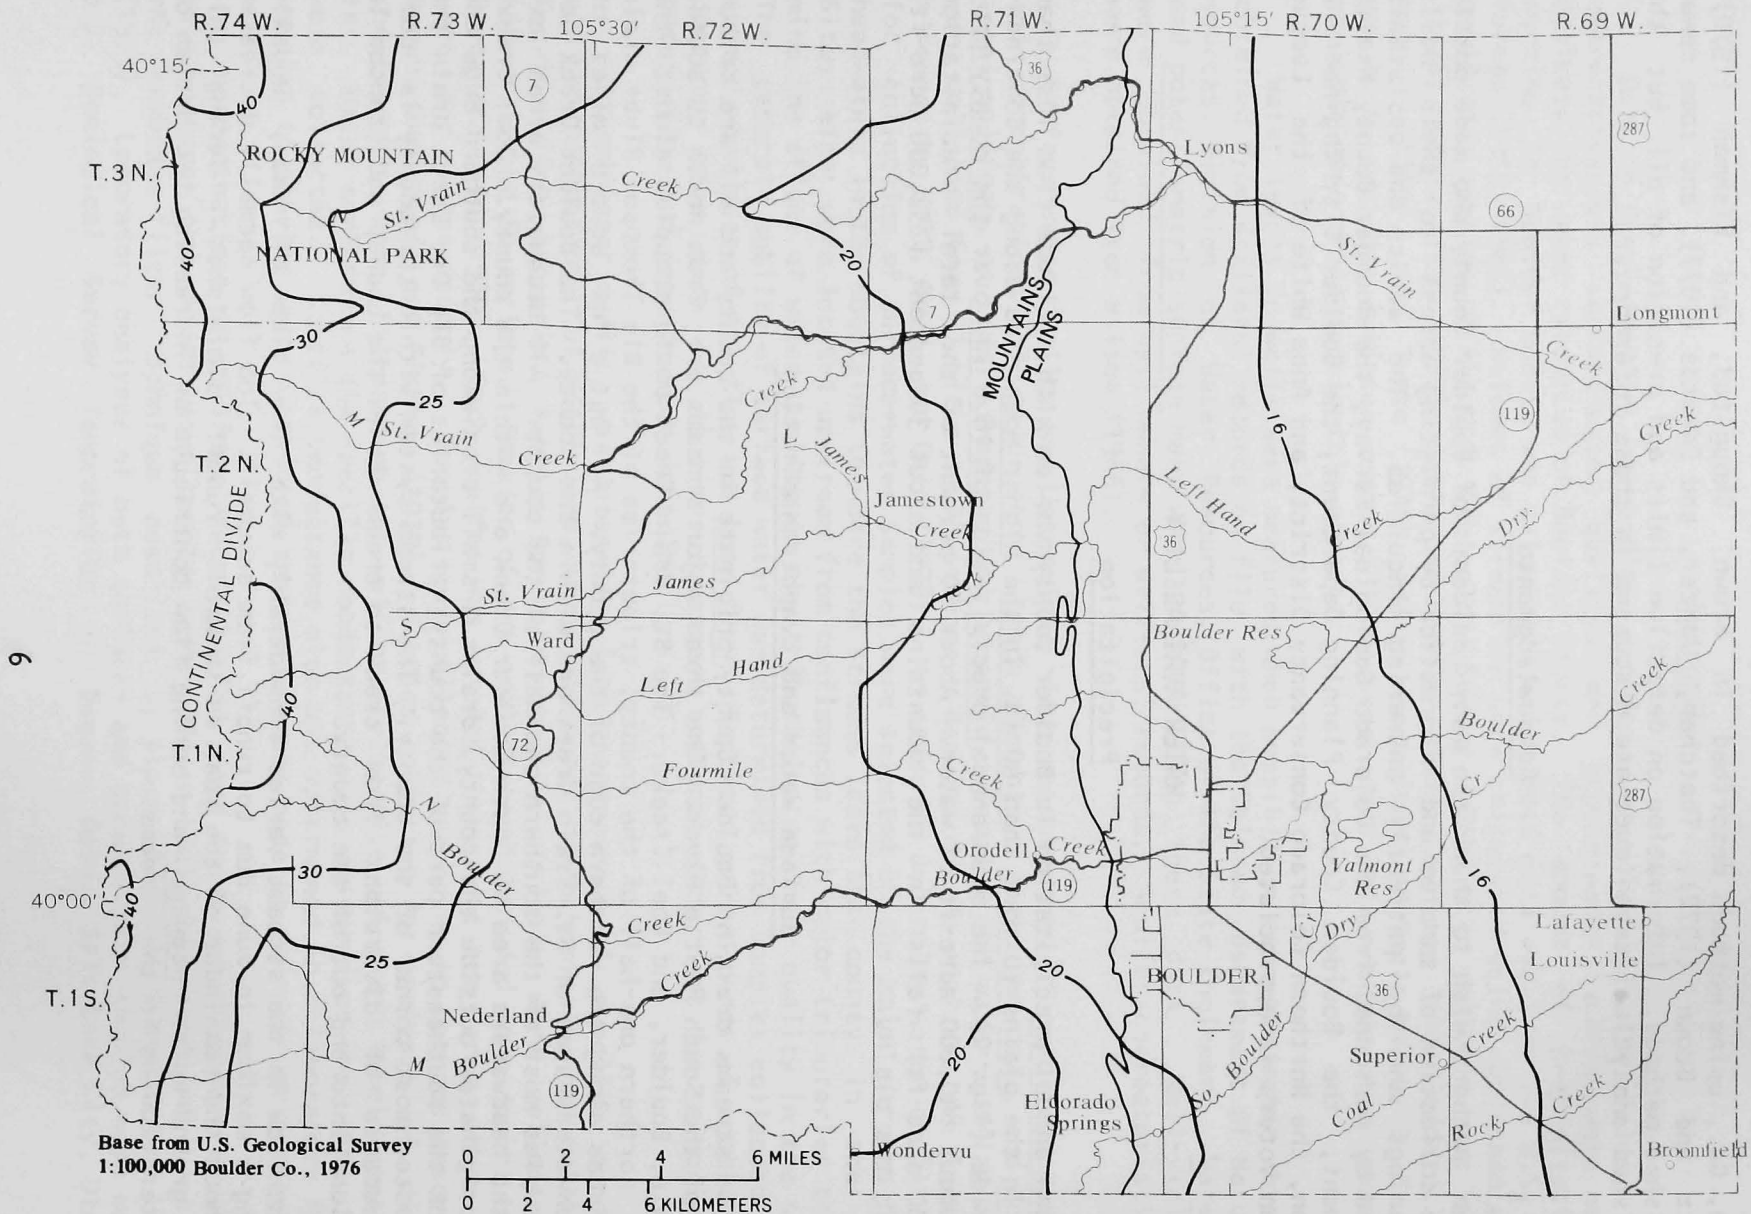 R.74 W.
R.73 W.
105°30′
R.72 W.
R.71 W.
105°15′
R.70 W.
R.69 W.
40°15′
7
36
40
287
ROCKY MOUNTAIN
Lyons
T.3 N.
Creek
N
St. Vrain
66
NATIONAL PARK
40
20
St. Vrain
MOUNTAINS
PLAINS
7
Longmont
30
Creek
Creek
25
M
St. Vrain
16
119
Creek
L
James
Creek
T.2 N.
Left Hand
Jamestown
Creek
Dry
Creek
CONTINENTAL DIVIDE
36
James
Creek
St. Vrain
S
Ward
Boulder Res
6
Hand
Left
Creek
40
Boulder
72
T.1 N.
Fourmile
Creek
Cr
287
N
Orodell
Creek
Boulder
Boulder
119
Valmont
Res
30
16
40°00′
40
Creek
Lafayette
Cr
Dry
25
Creek
20
Louisville
BOULDER
T.1 S.
36
Nederland
Creek
M
Boulder
Superior
20
So Boulder
119
Eldorado
Springs
Coal
Creek
Rock
Wondervu
Broomfield
Base from U.S. Geological Survey
1:100,000 Boulder Co., 1976
0 2 4 6 MILES
0 2 4 6 KILOMETERS